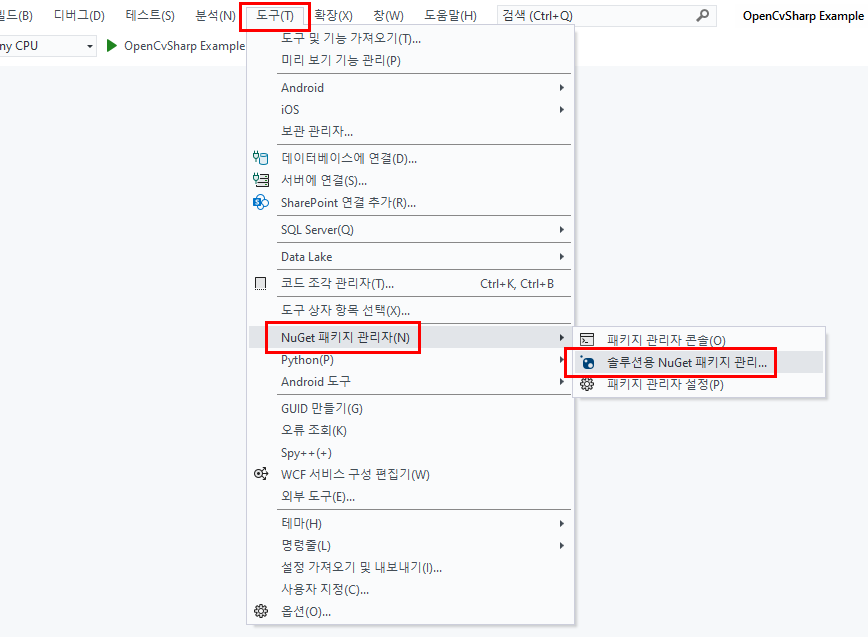 빌드(B) 디버그(D) 테스트(S) 분석(N) 도구(T) 확장(X) 창(W) 도움말(H) 검색 (Ctrl+Q) OpenCvSharp Example
ny CPU OpenCvSharp Example
도구 및 기능 가져오기(T)...
미리 보기 기능 관리(P)
Android
iOS
보관 관리자...
데이터베이스에 연결(D)...
서버에 연결(S)...
SharePoint 연결 추가(R)...
SQL Server(Q)
Data Lake
코드 조각 관리자(T)... Ctrl+K, Ctrl+B
도구 상자 항목 선택(X)...
NuGet 패키지 관리자(N)
패키지 관리자 콘솔(O)
솔루션용 NuGet 패키지 관리...
패키지 관리자 설정(P)
Python(P)
Android 도구
GUID 만들기(G)
오류 조회(K)
Spy++(+)
WCF 서비스 구성 편집기(W)
외부 도구(E)...
테마(H)
명령줄(L)
설정 가져오기 및 내보내기(I)...
사용자 지정(C)...
옵션(O)...